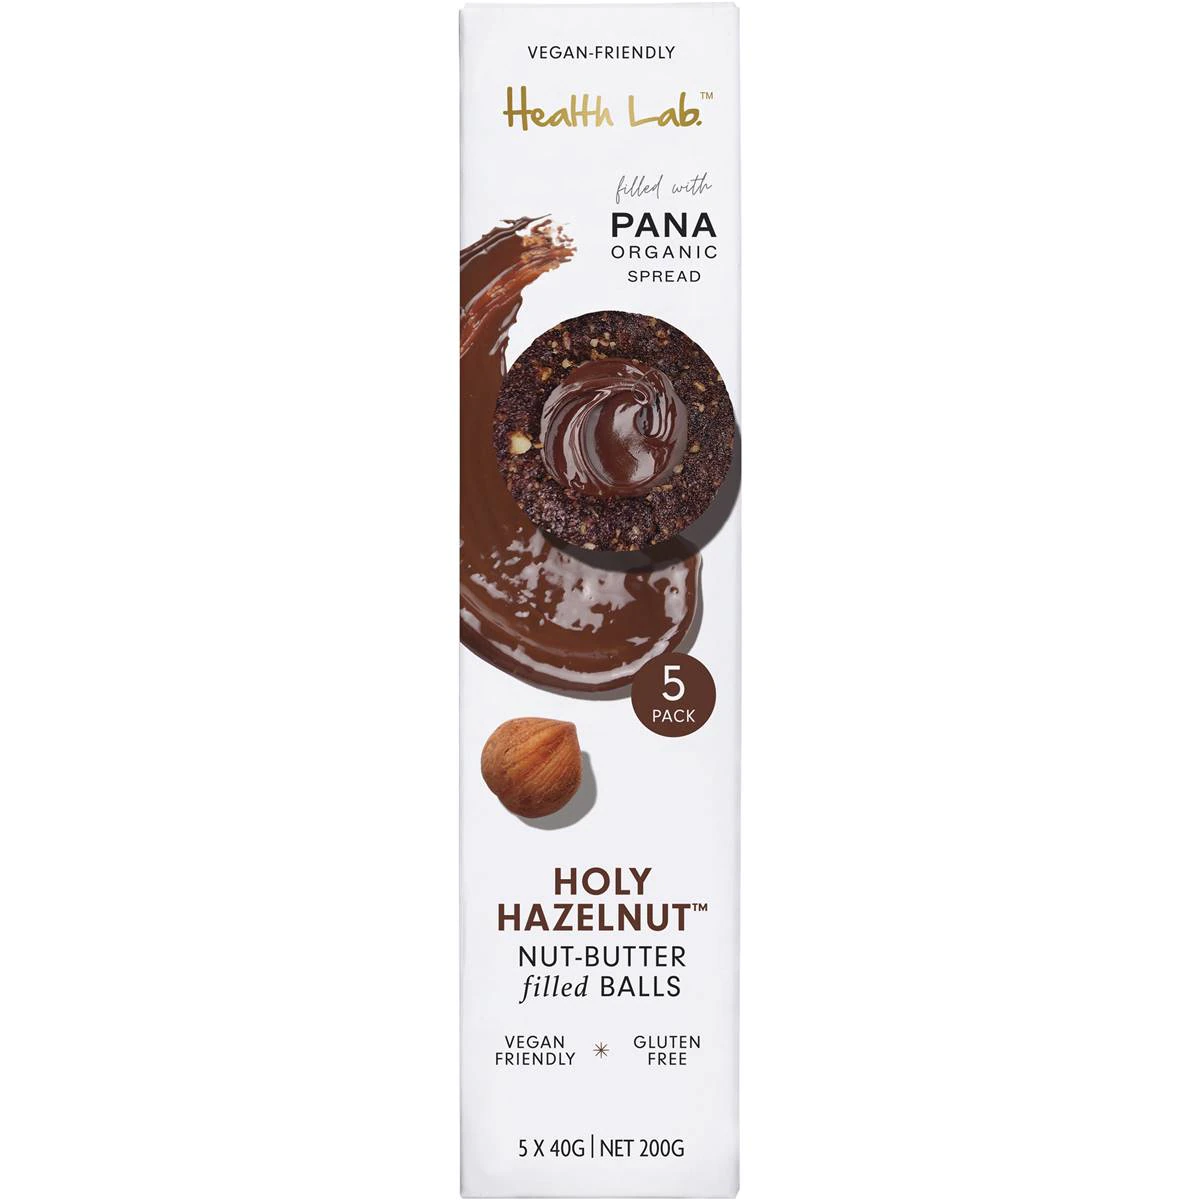 VEGAN-FRIENDLY
Health Lab.™
filled with
PANA
ORGANIC
SPREAD
5
PACK
HOLY
HAZELNUT™
NUT-BUTTER
filled BALLS
VEGAN
FRIENDLY
*
GLUTEN
FREE
5 X 40G | NET 200G